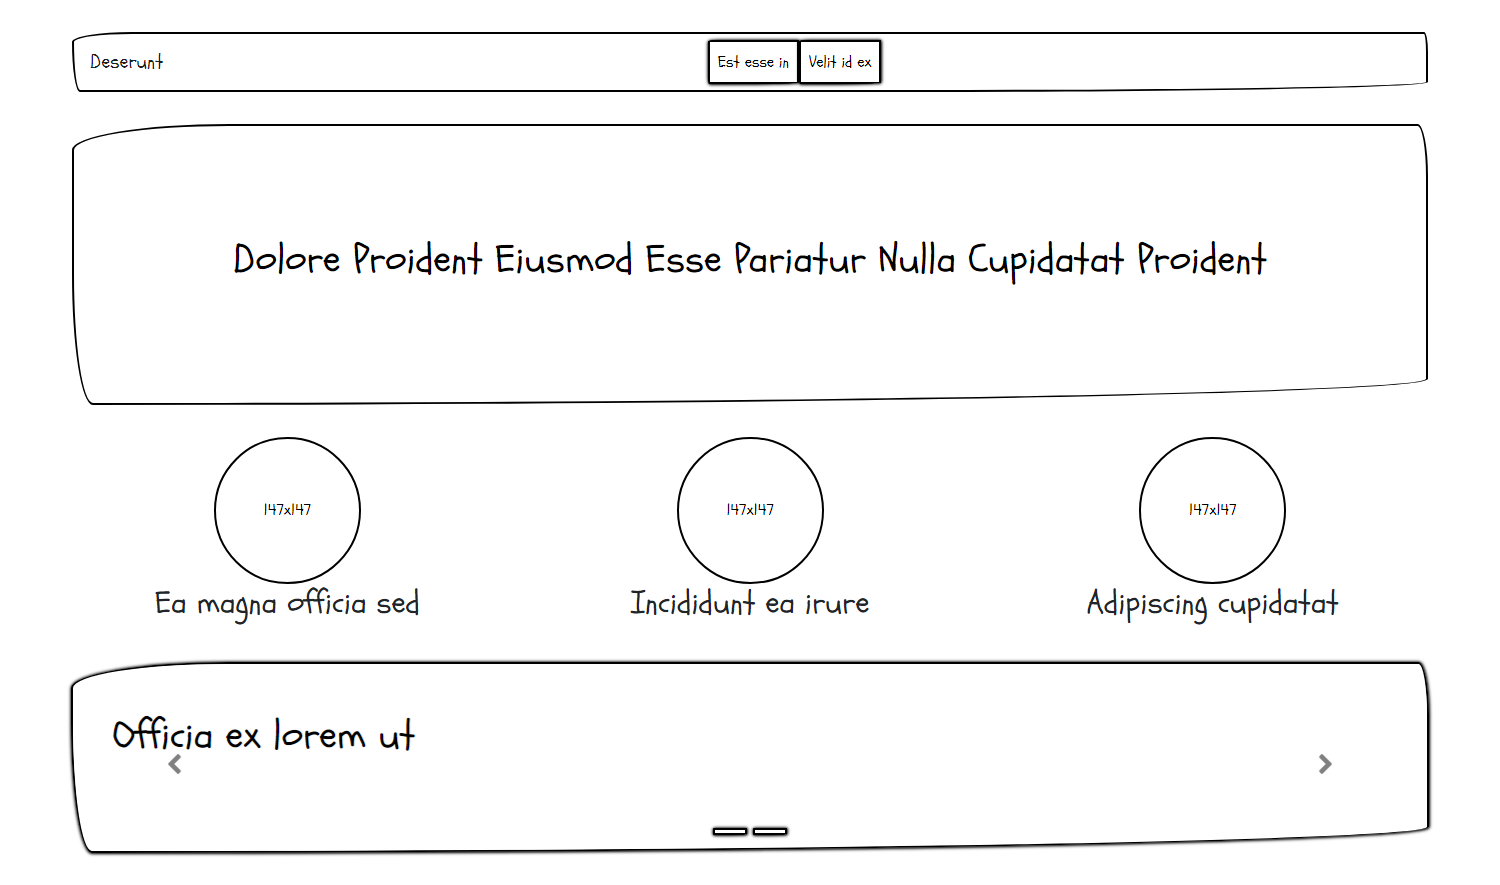 Deserunt
Est esse in
Velit id ex
Dolore Proident Eiusmod Esse Pariatur Nulla Cupidatat Proident
147x147
147x147
147x147
Ea magna officia sed
Incididunt ea irure
Adipiscing cupidatat
Officia ex lorem ut